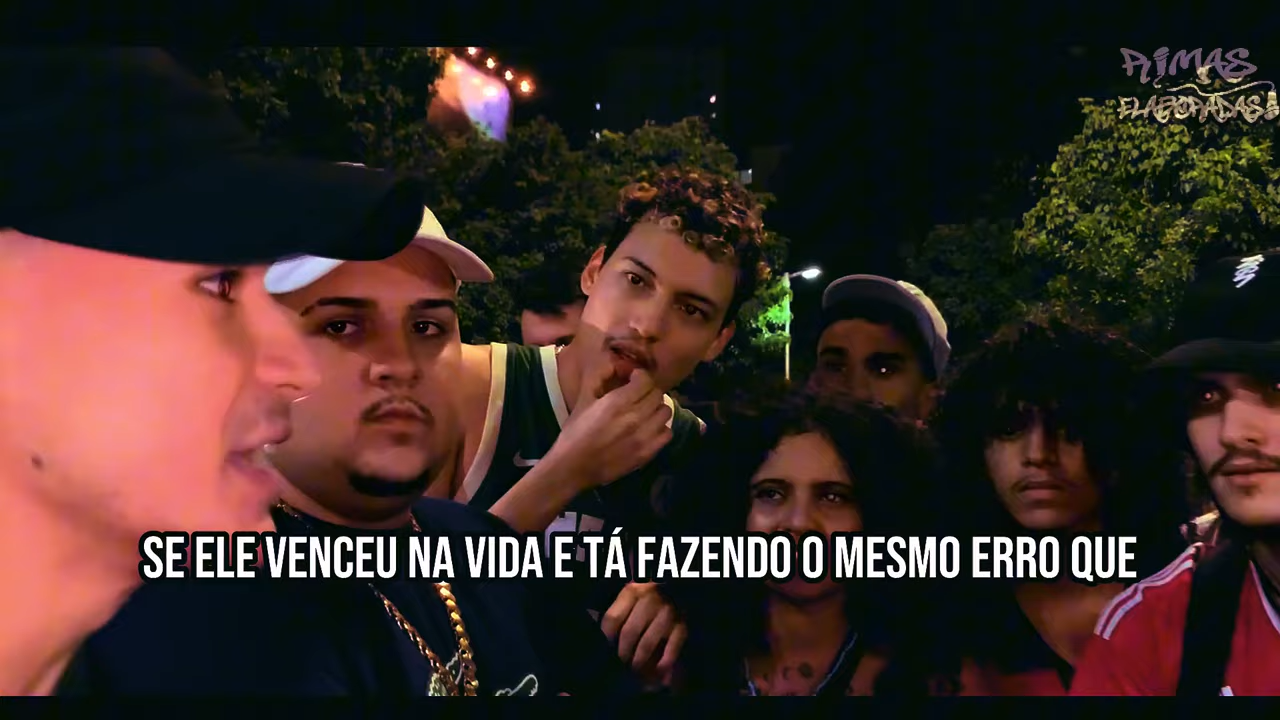 RIMAS
ELABORADAS!
SE ELE VENCEU NA VIDA E TÁ FAZENDO O MESMO ERRO QUE